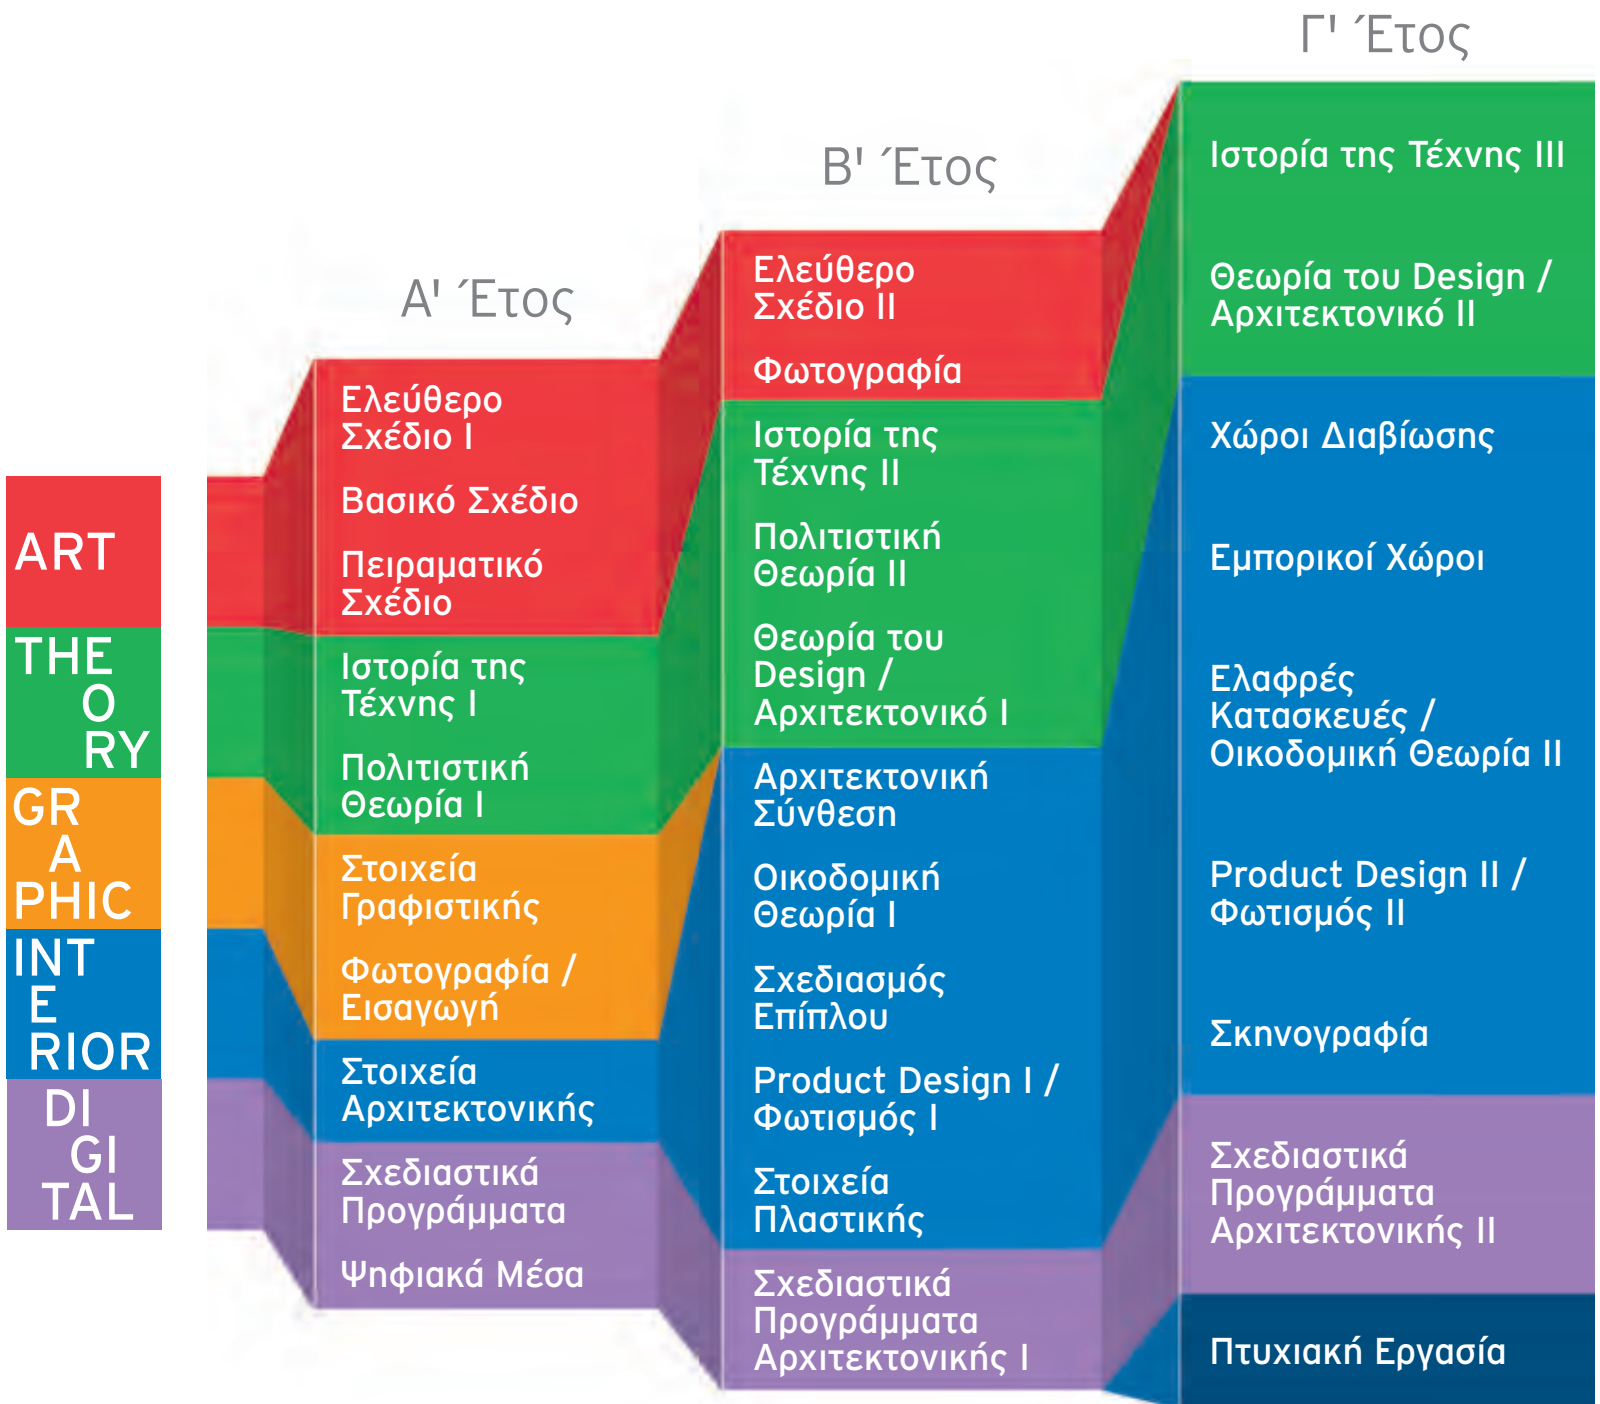 ART
THE
O
RY
GR
A
PHIC
INT
E
RIOR
DI
GI
TAL
Α' Έτος
Ελεύθερο
Σχέδιο Ι
Βασικό Σχέδιο
Πειραματικό
Σχέδιο
Ιστορία της
Τέχνης Ι
Πολιτιστική
Θεωρία Ι
Στοιχεία
Γραφιστικής
Φωτογραφία /
Εισαγωγή
Στοιχεία
Αρχιτεκτονικής
Σχεδιαστικά
Προγράμματα
Ψηφιακά Μέσα
Β' Έτος
Ελεύθερο
Σχέδιο ΙΙ
Φωτογραφία
Ιστορία της
Τέχνης ΙΙ
Πολιτιστική
Θεωρία ΙΙ
Θεωρία του
Design /
Αρχιτεκτονικό Ι
Αρχιτεκτονική
Σύνθεση
Οικοδομική
Θεωρία Ι
Σχεδιασμός
Επίπλου
Product Design I /
Φωτισμός Ι
Στοιχεία
Πλαστικής
Σχεδιαστικά
Προγράμματα
Αρχιτεκτονικής Ι
Γ' Έτος
Ιστορία της Τέχνης ΙΙΙ
Θεωρία του Design /
Αρχιτεκτονικό ΙΙ
Χώροι Διαβίωσης
Εμπορικοί Χώροι
Ελαφρές
Κατασκευές /
Οικοδομική Θεωρία ΙΙ
Product Design II /
Φωτισμός ΙΙ
Σκηνογραφία
Σχεδιαστικά
Προγράμματα
Αρχιτεκτονικής ΙΙ
Πτυχιακή Εργασία